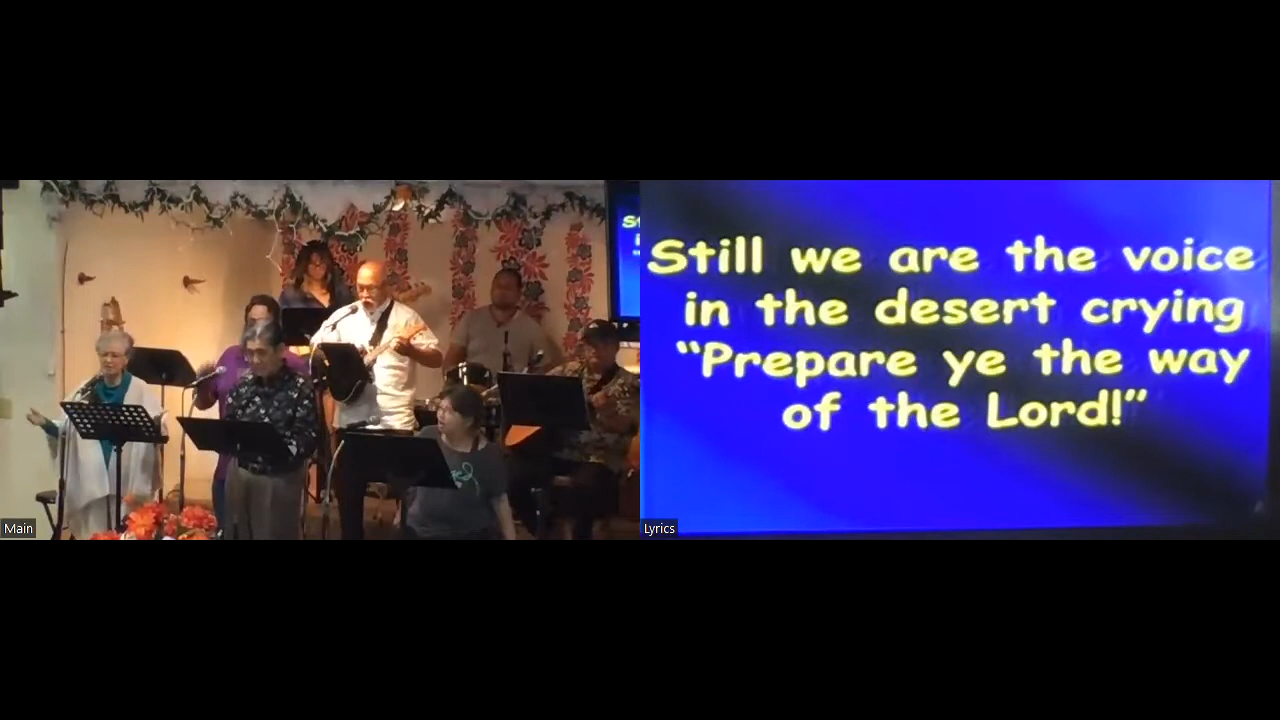 Still we are the voice
in the desert crying
“Prepare ye the way
of the Lord!”
Main
Lyrics